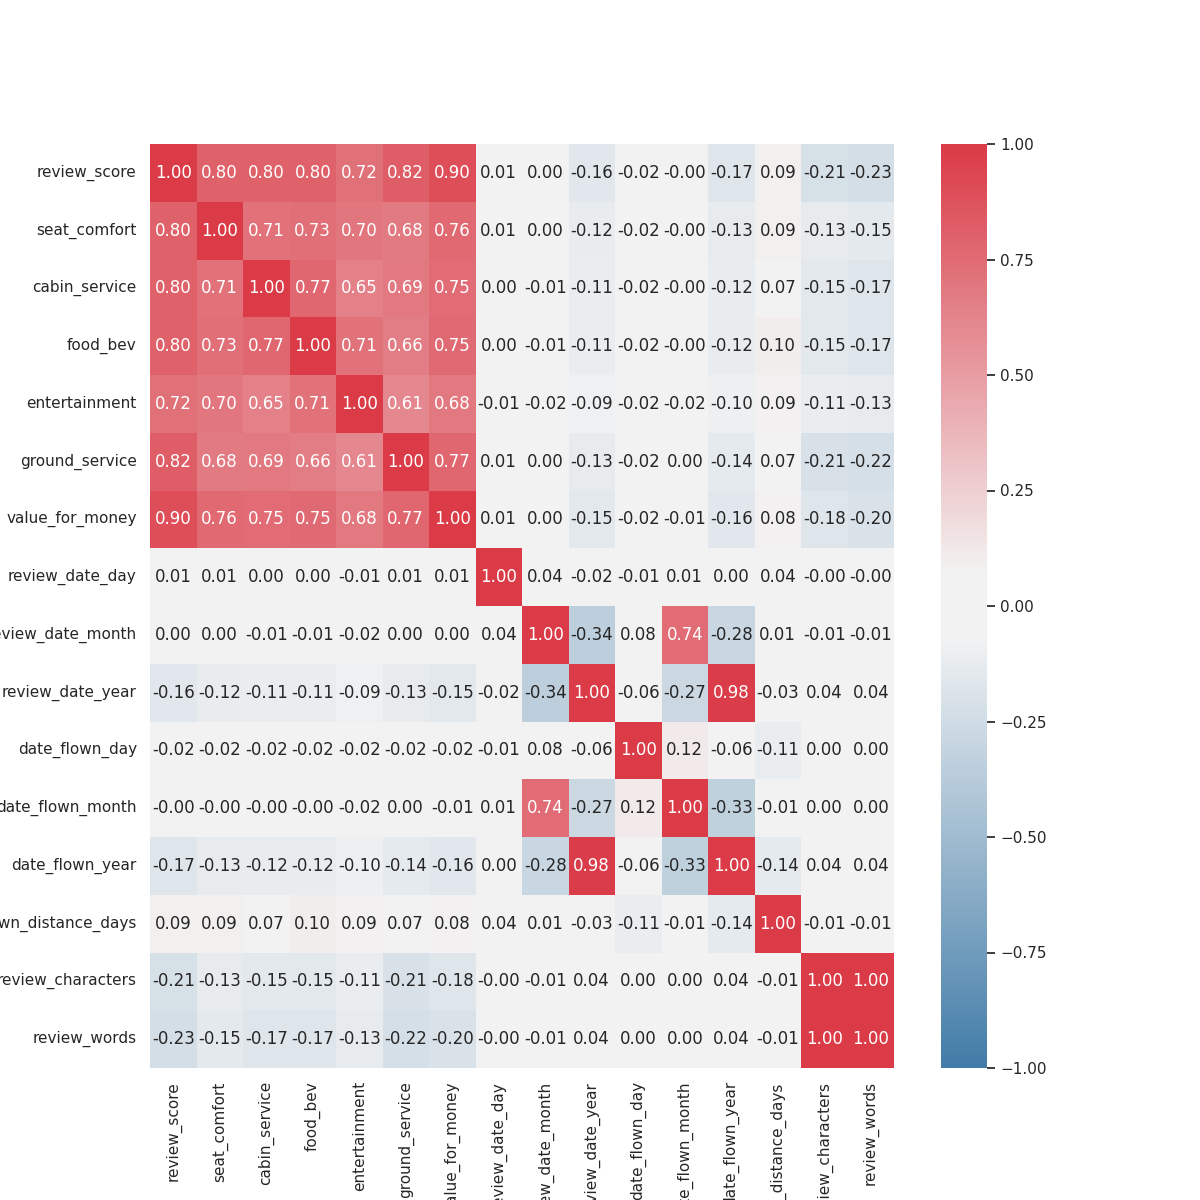 review_score 1.00 0.80 0.80 0.80 0.72 0.82 0.90 0.01 0.00 -0.16 -0.02 -0.00 -0.17 0.09 -0.21 -0.23
seat_comfort 0.80 1.00 0.71 0.73 0.70 0.68 0.76 0.01 0.00 -0.12 -0.02 -0.00 -0.13 0.09 -0.13 -0.15
cabin_service 0.80 0.71 1.00 0.77 0.65 0.69 0.75 0.00 -0.01 -0.11 -0.02 -0.00 -0.12 0.07 -0.15 -0.17
food_bev 0.80 0.73 0.77 1.00 0.71 0.66 0.75 0.00 -0.01 -0.11 -0.02 -0.00 -0.12 0.10 -0.15 -0.17
entertainment 0.72 0.70 0.65 0.71 1.00 0.61 0.68 -0.01 -0.02 -0.09 -0.02 -0.02 -0.10 0.09 -0.11 -0.13
ground_service 0.82 0.68 0.69 0.66 0.61 1.00 0.77 0.01 0.00 -0.13 -0.02 0.00 -0.14 0.07 -0.21 -0.22
value_for_money 0.90 0.76 0.75 0.75 0.68 0.77 1.00 0.01 0.00 -0.15 -0.02 -0.01 -0.16 0.08 -0.18 -0.20
review_date_day 0.01 0.01 0.00 0.00 -0.01 0.01 0.01 1.00 0.04 -0.02 -0.01 0.01 0.00 0.04 -0.00 -0.00
eview_date_month 0.00 0.00 -0.01 -0.01 -0.02 0.00 0.00 0.04 1.00 -0.34 0.08 0.74 -0.28 0.01 -0.01 -0.01
review_date_year -0.16 -0.12 -0.11 -0.11 -0.09 -0.13 -0.15 -0.02 -0.34 1.00 -0.06 -0.27 0.98 -0.03 0.04 0.04
date_flown_day -0.02 -0.02 -0.02 -0.02 -0.02 -0.02 -0.02 -0.01 0.08 -0.06 1.00 0.12 -0.06 -0.11 0.00 0.00
date_flown_month -0.00 -0.00 -0.00 -0.00 -0.02 0.00 -0.01 0.01 0.74 -0.27 0.12 1.00 -0.33 -0.01 0.00 0.00
date_flown_year -0.17 -0.13 -0.12 -0.12 -0.10 -0.14 -0.16 0.00 -0.28 0.98 -0.06 -0.33 1.00 -0.14 0.04 0.04
wn_distance_days 0.09 0.09 0.07 0.10 0.09 0.07 0.08 0.04 0.01 -0.03 -0.11 -0.01 -0.14 1.00 -0.01 -0.01
review_characters -0.21 -0.13 -0.15 -0.15 -0.11 -0.21 -0.18 -0.00 -0.01 0.04 0.00 0.00 0.04 -0.01 1.00 1.00
review_words -0.23 -0.15 -0.17 -0.17 -0.13 -0.22 -0.20 -0.00 -0.01 0.04 0.00 0.00 0.04 -0.01 1.00 1.00
review_score
seat_comfort
cabin_service
food_bev
entertainment
ground_service
alue_for_money
eview_date_day
ew_date_month
view_date_year
date_flown_day
te_flown_month
date_flown_year
_distance_days
iew_characters
review_words
1.00
0.75
0.50
0.25
0.00
−0.25
−0.50
−0.75
−1.00